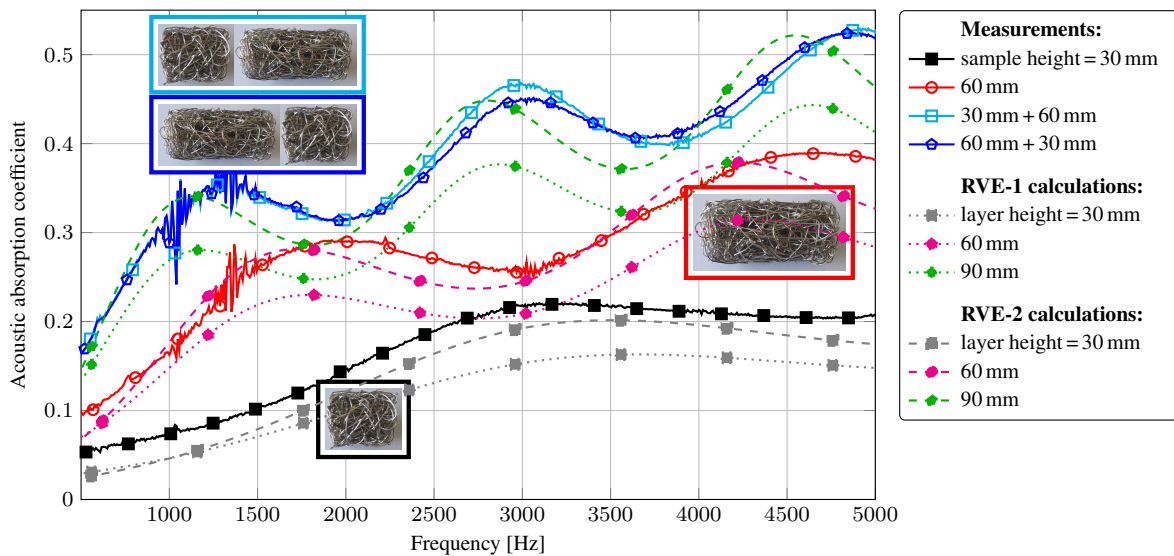 Acoustic absorption coefficient
0.5
0.4
0.3
0.2
0.1
0
1000 1500 2000 2500 3000 3500 4000 4500 5000
Frequency [Hz]
Measurements:
sample height = 30 mm
60 mm
30 mm + 60 mm
60 mm + 30 mm
RVE-1 calculations:
layer height = 30 mm
60 mm
90 mm
RVE-2 calculations:
layer height = 30 mm
60 mm
90 mm